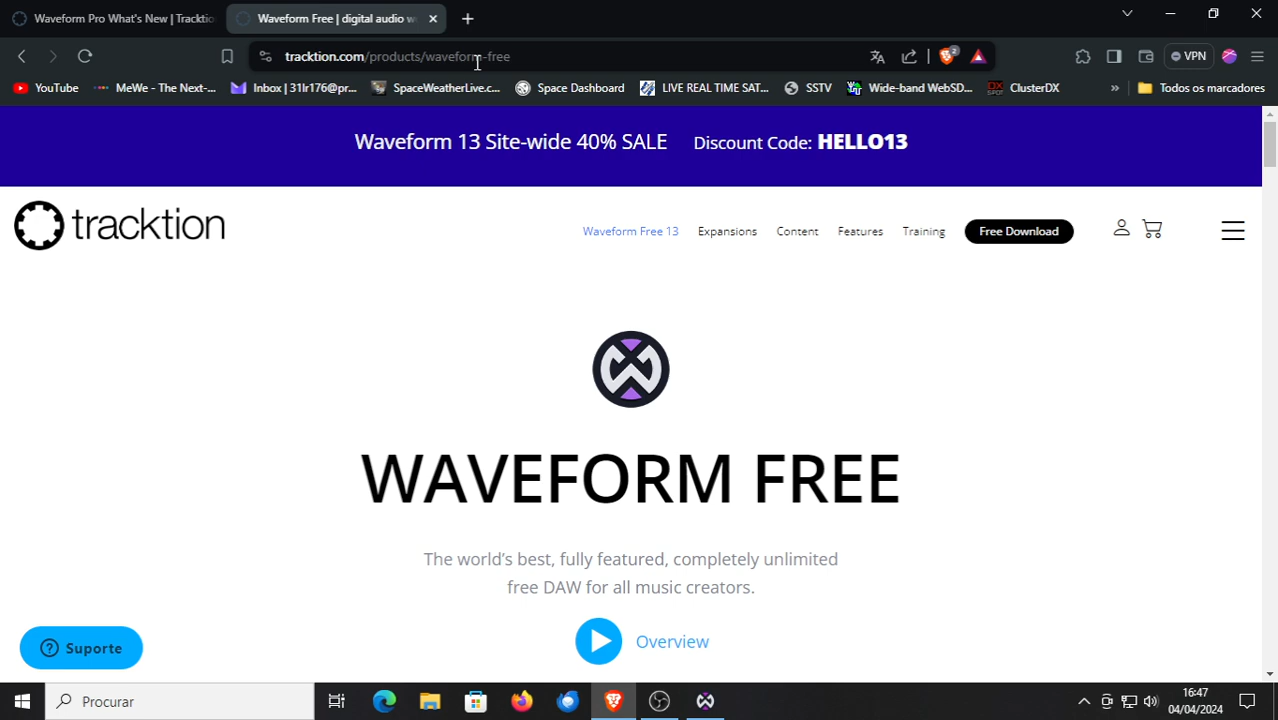 Waveform Pro What's New | Tracktio
Waveform Free | digital audio wo
tracktion.com/products/waveform-free
2
VPN
YouTube
MeWe - The Next-...
Inbox | 31lr176@pr...
SpaceWeatherLive.c...
Space Dashboard
LIVE REAL TIME SAT...
SSTV
Wide-band WebSD...
ClusterDX
»
Todos os marcadores
Waveform 13 Site-wide 40% SALE Discount Code: HELLO13
tracktion
Waveform Free 13
Expansions
Content
Features
Training
Free Download
WAVEFORM FREE
The world's best, fully featured, completely unlimited
free DAW for all music creators.
Overview
Suporte
Procurar
16:47
04/04/2024